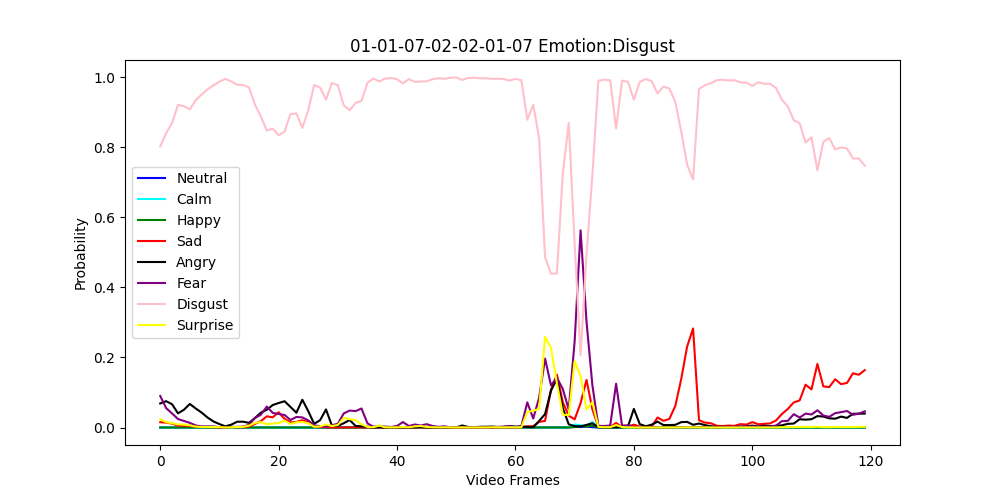 01-01-07-02-02-01-07 Emotion:Disgust
1.0
0.8
0.6
0.4
0.2
0.0
Probability
Neutral
Calm
Happy
Sad
Angry
Fear
Disgust
Surprise
0 20 40 60 80 100 120
Video Frames